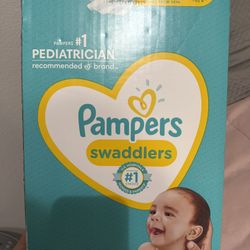 PAMPERS #1
PEDIATRICIAN
recommended brand
Pampers
swaddlers
#1